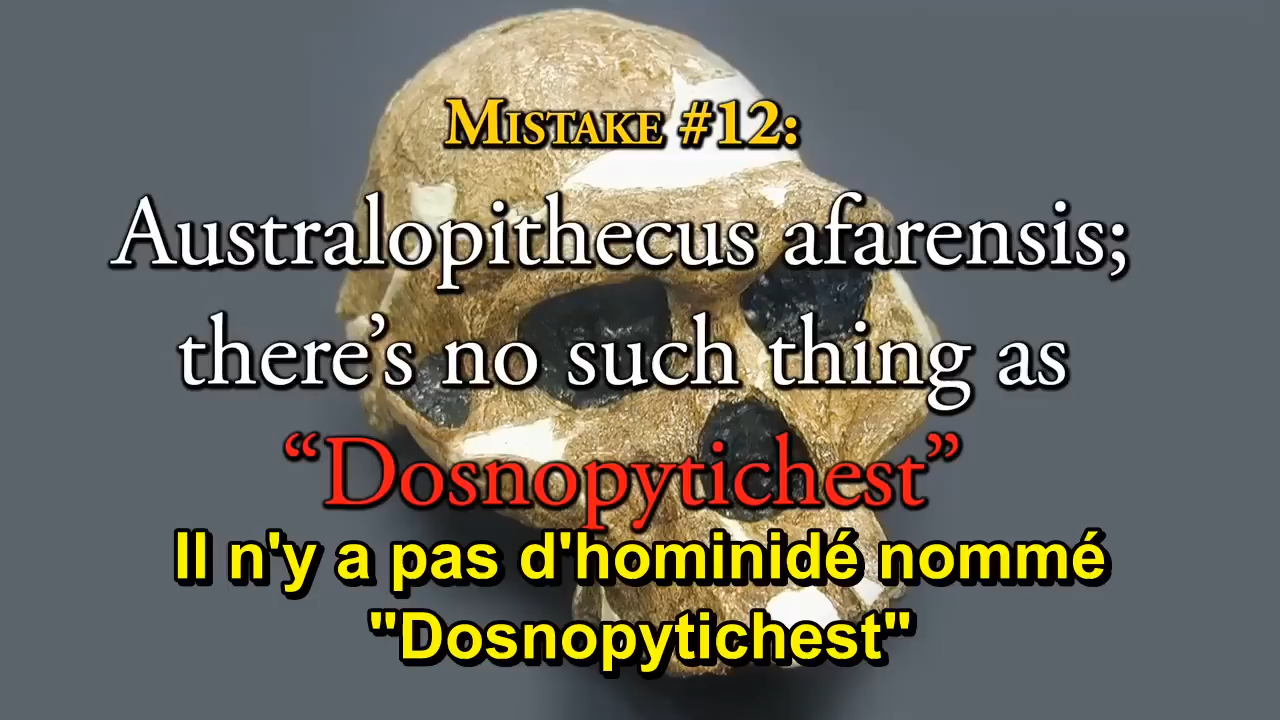 Mistake #12:
Australopithecus afarensis;
there’s no such thing as
“Dosnopytichest”
Il n'y a pas d'hominidé nommé
"Dosnopytichest"